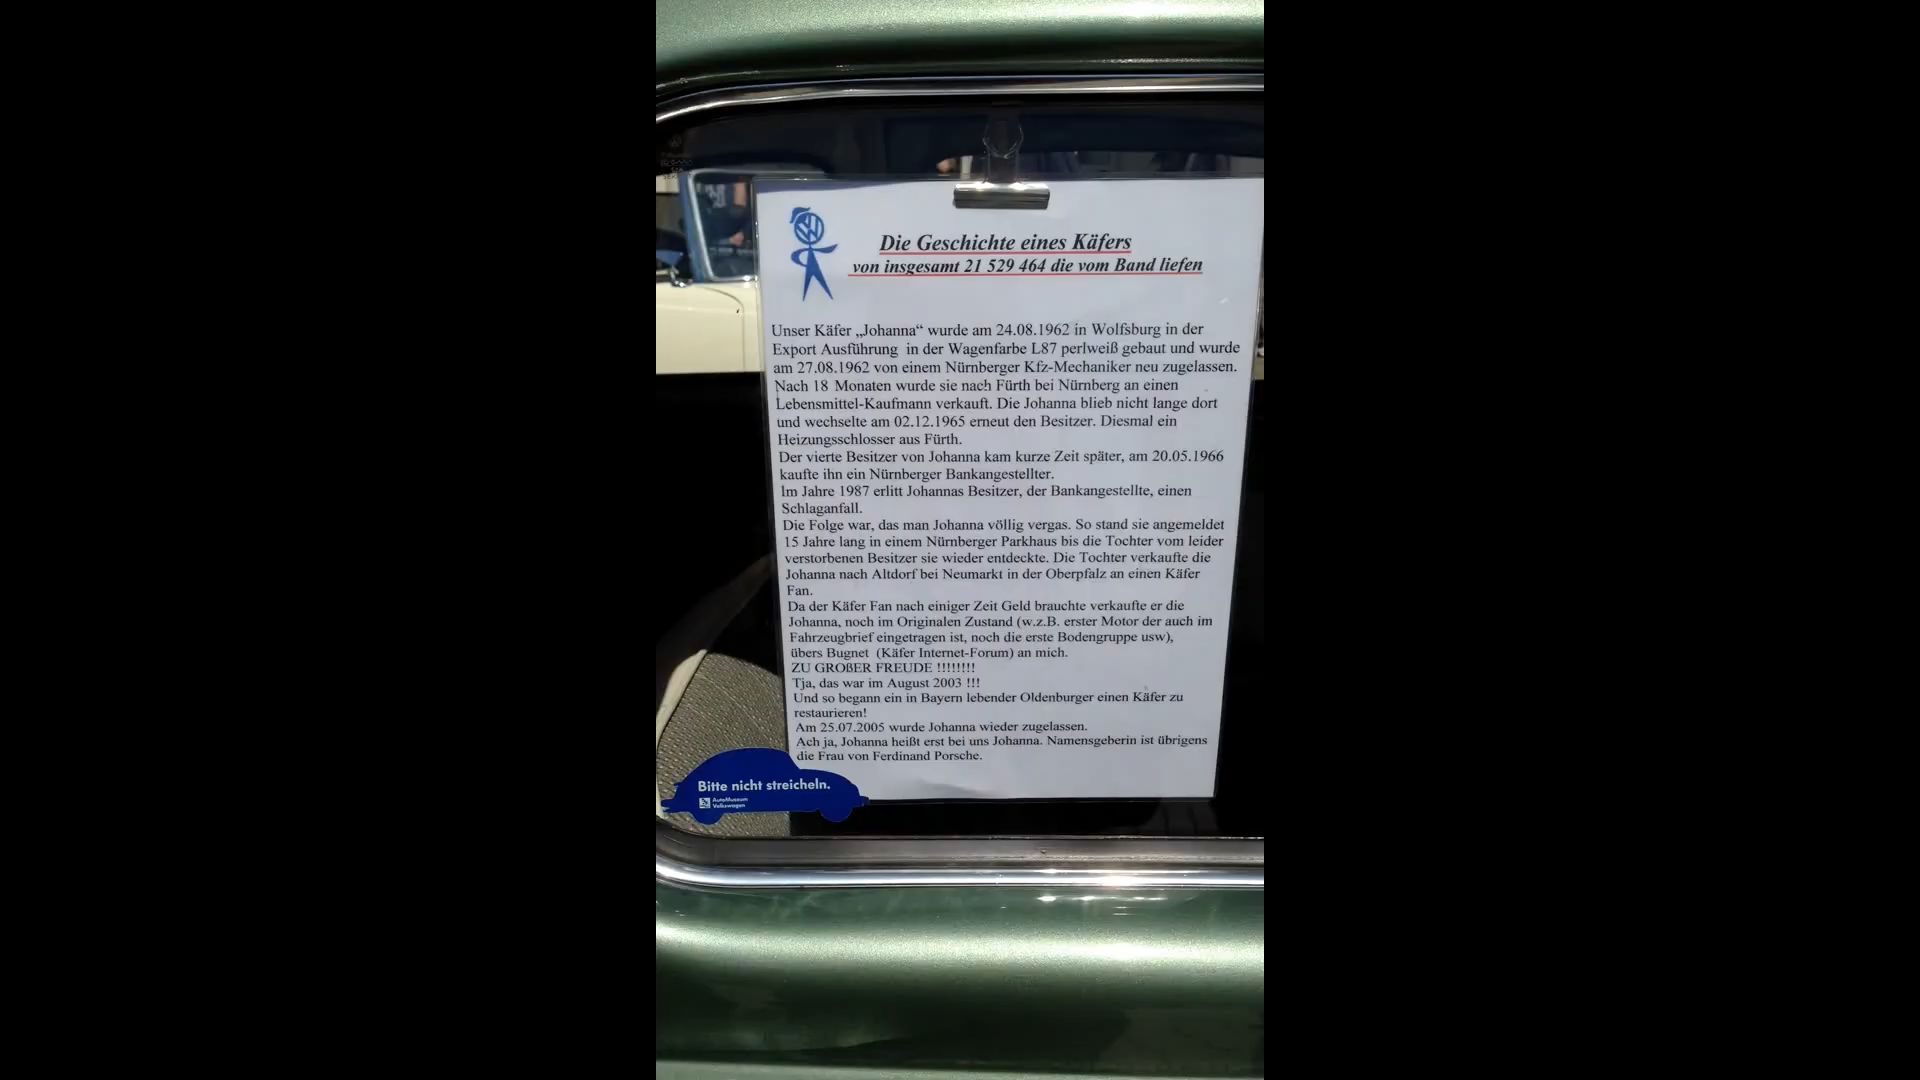 Die Geschichte eines Käfers
von insgesamt 21 529 464 die vom Band liefen
Unser Käfer „Johanna“ wurde am 24.08.1962 in Wolfsburg in der
Export Ausführung in der Wagenfarbe L87 perlweiß gebaut und wurde
am 27.08.1962 von einem Nürnberger Kfz-Mechaniker neu zugelassen.
Nach 18 Monaten wurde sie nach Fürth bei Nürnberg an einen
Lebensmittel-Kaufmann verkauft. Die Johanna blieb nicht lange dort
und wechselte am 02.12.1965 erneut den Besitzer. Diesmal ein
Heizungsschlosser aus Fürth.
Der vierte Besitzer von Johanna kam kurze Zeit später, am 20.05.1966
kaufte ihn ein Nürnberger Bankangestellter.
Im Jahre 1987 erlitt Johannas Besitzer, der Bankangestellte, einen
Schlaganfall.
Die Folge war, das man Johanna völlig vergas. So stand sie angemeldet
15 Jahre lang in einem Nürnberger Parkhaus bis die Tochter vom leider
verstorbenen Besitzer sie wieder entdeckte. Die Tochter verkaufte die
Johanna nach Altdorf bei Neumarkt in der Oberpfalz an einen Käfer
Fan.
Da der Käfer Fan nach einiger Zeit Geld brauchte verkaufte er die
Johanna, noch im Originalen Zustand (w.z.B. erster Motor der auch im
Fahrzeugbrief eingetragen ist, noch die erste Bodengruppe usw),
übers Bugnet (Käfer Internet-Forum) an mich.
ZU GROßER FREUDE !!!!!!!!
Tja, das war im August 2003 !!!
Und so begann ein in Bayern lebender Oldenburger einen Käfer zu
restaurieren!
Am 25.07.2005 wurde Johanna wieder zugelassen.
Ach ja, Johanna heißt erst bei uns Johanna. Namensgeberin ist übrigens
die Frau von Ferdinand Porsche.
Bitte nicht streicheln.
AutoMuseum
Volkswagen